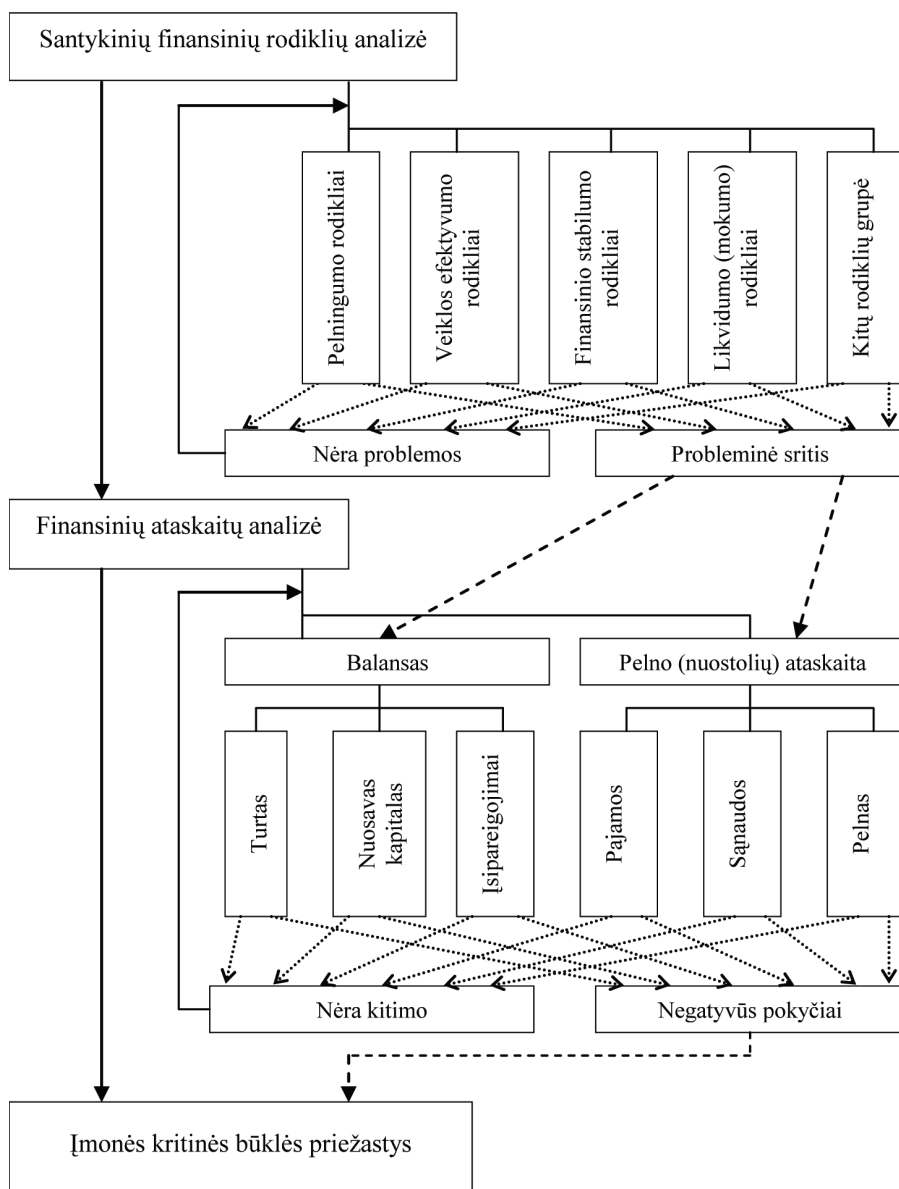 Santykinių finansinių rodiklių analizė
Pelningumo rodikliai
Veiklos efektyvumo
rodikliai
Finansinio stabilumo
rodikliai
Likvidumo (mokumo)
rodikliai
Kitų rodiklių grupė
Nėra problemos
Probleminė sritis
Finansinių ataskaitų analizė
Balansas
Pelno (nuostolių) ataskaita
Turtas
Nuosavas
kapitalas
Įsipareigojimai
Pajamos
Sąnaudos
Pelnas
Nėra kitimo
Negatyvūs pokyčiai
Įmonės kritinės būklės priežastys